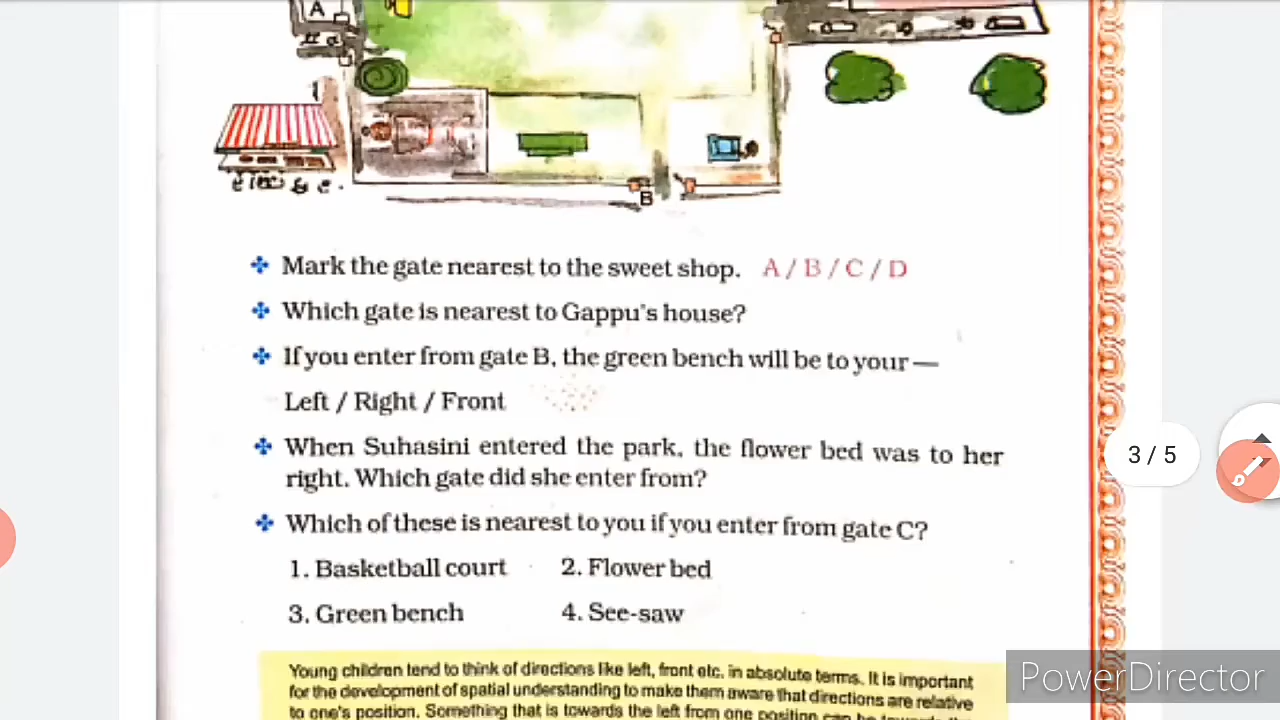 A
B
Mark the gate nearest to the sweet shop. A / B / C / D
Which gate is nearest to Gappu's house?
If you enter from gate B, the green bench will be to your —
Left / Right / Front
When Suhasini entered the park, the flower bed was to her
right. Which gate did she enter from?
Which of these is nearest to you if you enter from gate C?
1. Basketball court 2. Flower bed
3. Green bench 4. See-saw
Young children tend to think of directions like left, front etc. in absolute terms. It is important
for the development of spatial understanding to make them aware that directions are relative
to one's position. Something that is towards the left from one position can be towards the
3 / 5
PowerDirector